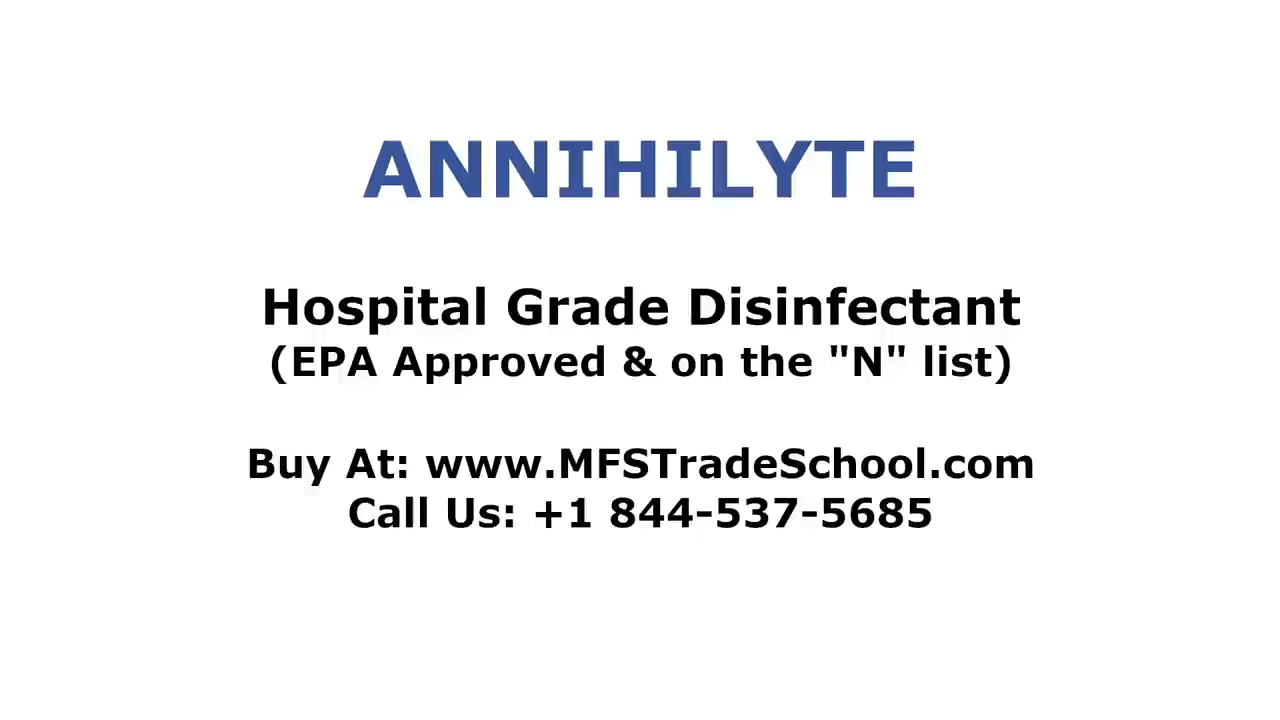 ANNIHILYTE
Hospital Grade Disinfectant
(EPA Approved & on the "N" list)
Buy At: www.MFSTradeSchool.com
Call Us: +1 844-537-5685